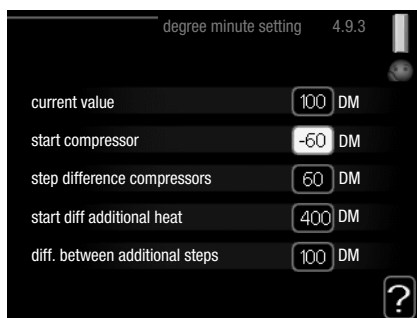 degree minute setting 4.9.3
current value 100 DM
start compressor -60 DM
step difference compressors 60 DM
start diff additional heat 400 DM
diff. between additional steps 100 DM
?